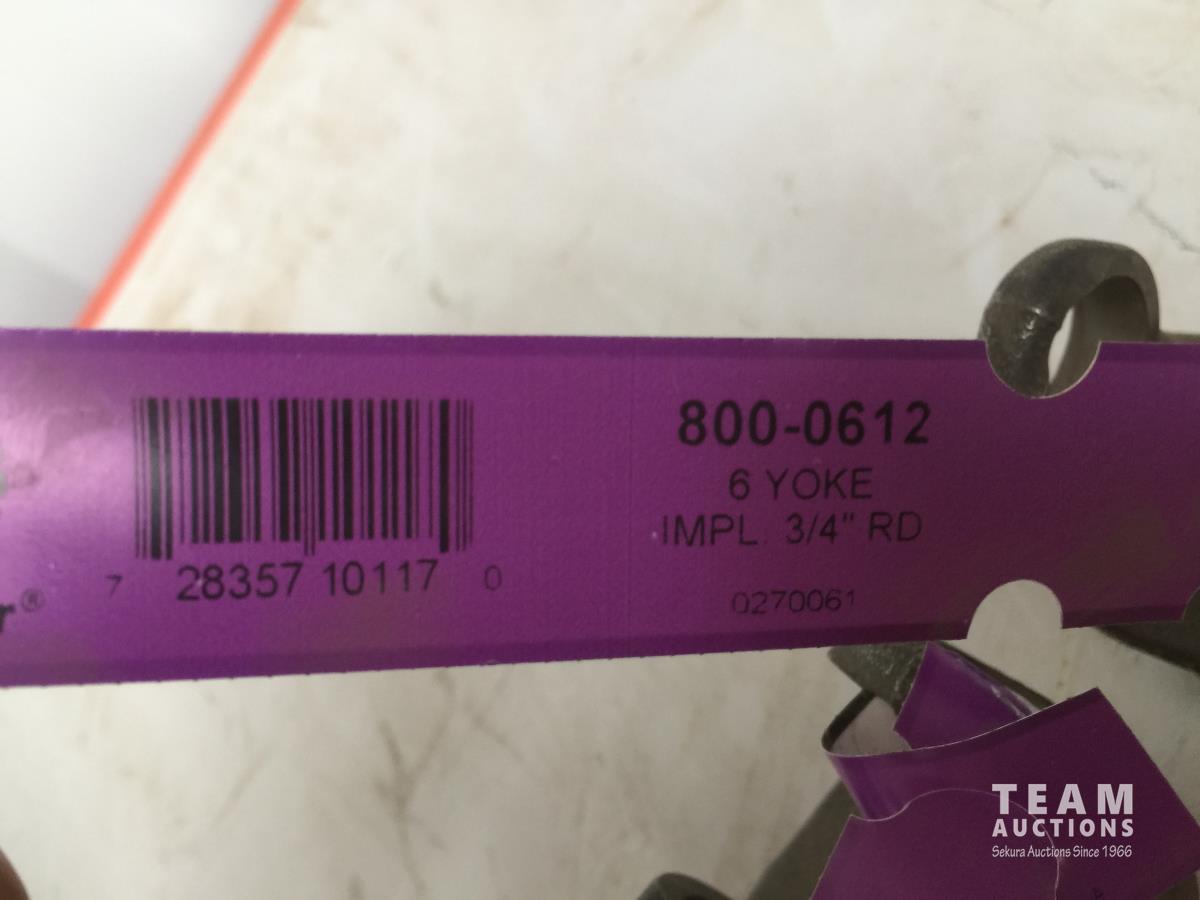 800-0612
6 YOKE
IMPL. 3/4" RD
7 28357 10117 0
r®
0270061
TEAM
AUCTIONS
Sekura Auctions Since 1966